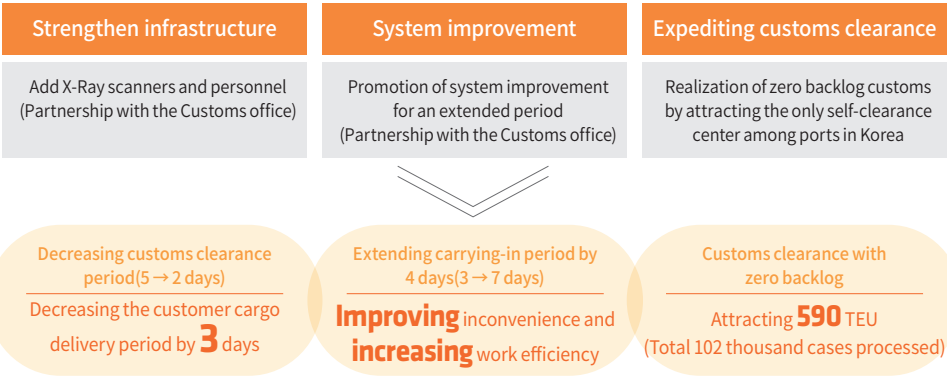 Strengthen infrastructure
Add X-Ray scanners and personnel
(Partnership with the Customs office)
System improvement
Promotion of system improvement
for an extended period
(Partnership with the Customs office)
Expediting customs clearance
Realization of zero backlog customs
by attracting the only self-clearance
center among ports in Korea
Decreasing customs clearance
period(5 → 2 days)
Decreasing the customer cargo
delivery period by 3 days
Extending carrying-in period by
4 days(3 → 7 days)
Improving inconvenience and
increasing work efficiency
Customs clearance with
zero backlog
Attracting 590 TEU
(Total 102 thousand cases processed)